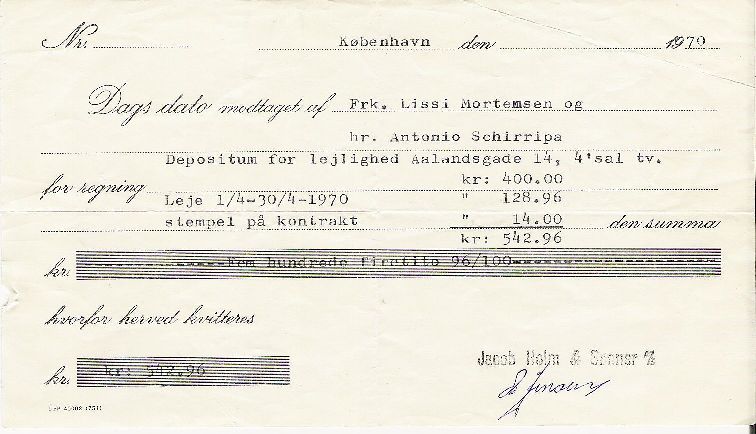 Nr. København den 1970
Dags dato modtaget af Frk. Lissi Mortemsen og
hr. Antonio Schirripa
Depositum for lejlighed Aalandsgade 14, 4'sal tv.
kr: 400.00
for regning Leje 1/4-30/4-1970 " 128.96
stempel på kontrakt " 14.00 den summa
kr: 542.96
kr. -----Fem hundrede firetito 96/100-----
hvorfor herved kvitteres
Jacob Holm & Sønner A/S
kr. kr: 542.96